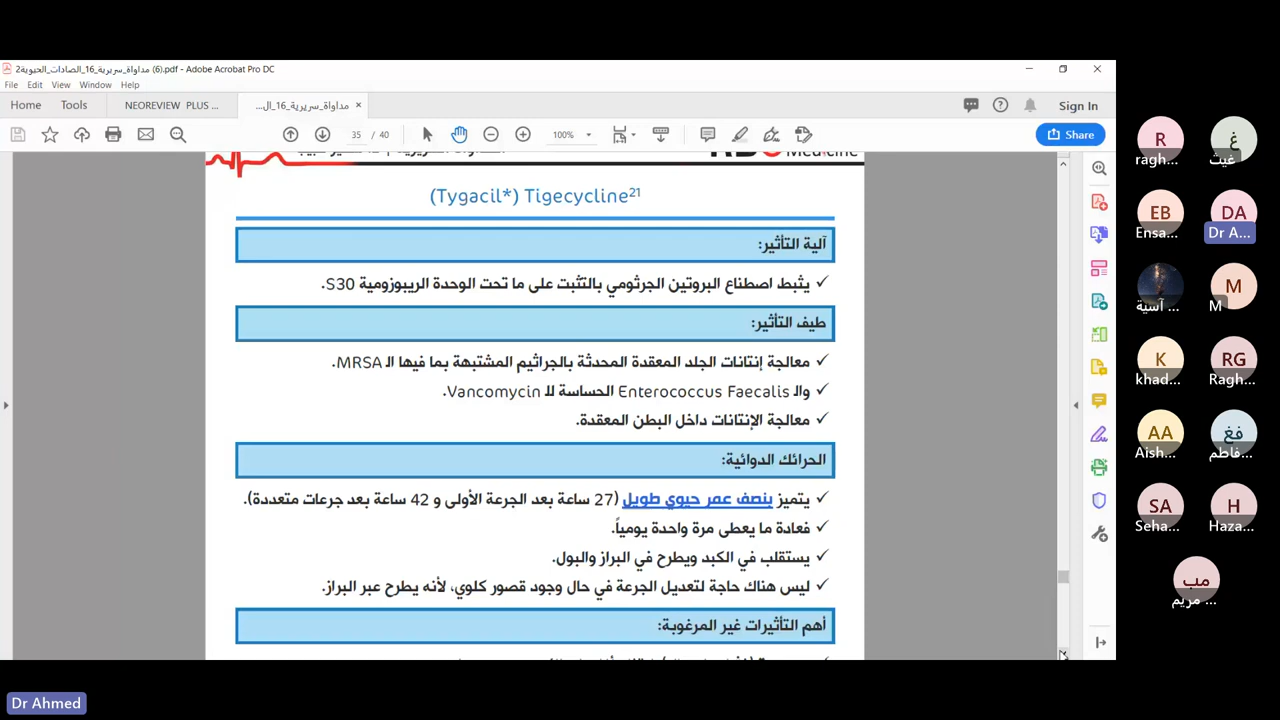 مداواة_سريرية_16_الصادات_الحيوية2 (6).pdf - Adobe Acrobat Pro DC
File Edit View Window Help
Home Tools NEOREVIEW PLUS ... مداواة_سريرية_16_ال... × Sign In
35 / 40 100% Share
Medicine
(Tygacil*) Tigecycline21
آلية التأثير:
✓ يثبط اصطناع البروتين الجرثومي بالتثبت على ما تحت الوحدة الريبوزومية S30.
طيف التأثير:
✓ معالجة إنتانات الجلد المعقدة المحدثة بالجراثيم المشتبهة بما فيها الـ MRSA.
✓ والـ Enterococcus Faecalis الحساسة للـ Vancomycin.
✓ معالجة الإنتانات داخل البطن المعقدة.
الحرائك الدوائية:
✓ يتميز بنصف عمر حيوي طويل (27 ساعة بعد الجرعة الأولى و 42 ساعة بعد جرعات متعددة).
✓ فعادة ما يعطى مرة واحدة يومياً.
✓ يستقلب في الكبد ويطرح في البراز والبول.
✓ ليس هناك حاجة لتعديل الجرعة في حال وجود قصور كلوي، لأنه يطرح عبر البراز.
أهم التأثيرات غير المرغوبة:
R غ
ragh... غيث
EB DA
Ensa... Dr A...
M
آسية ... M
K RG
khad... Ragh...
AA فغ
Aish... فاطم...
SA H
Seha... Haza...
مب
مريم ...
Dr Ahmed